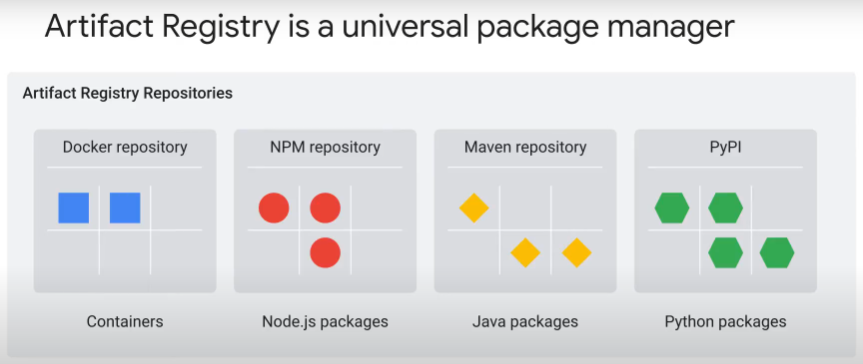 Artifact Registry is a universal package manager
Artifact Registry Repositories
Docker repository
NPM repository
Maven repository
PyPI
Containers
Node.js packages
Java packages
Python packages